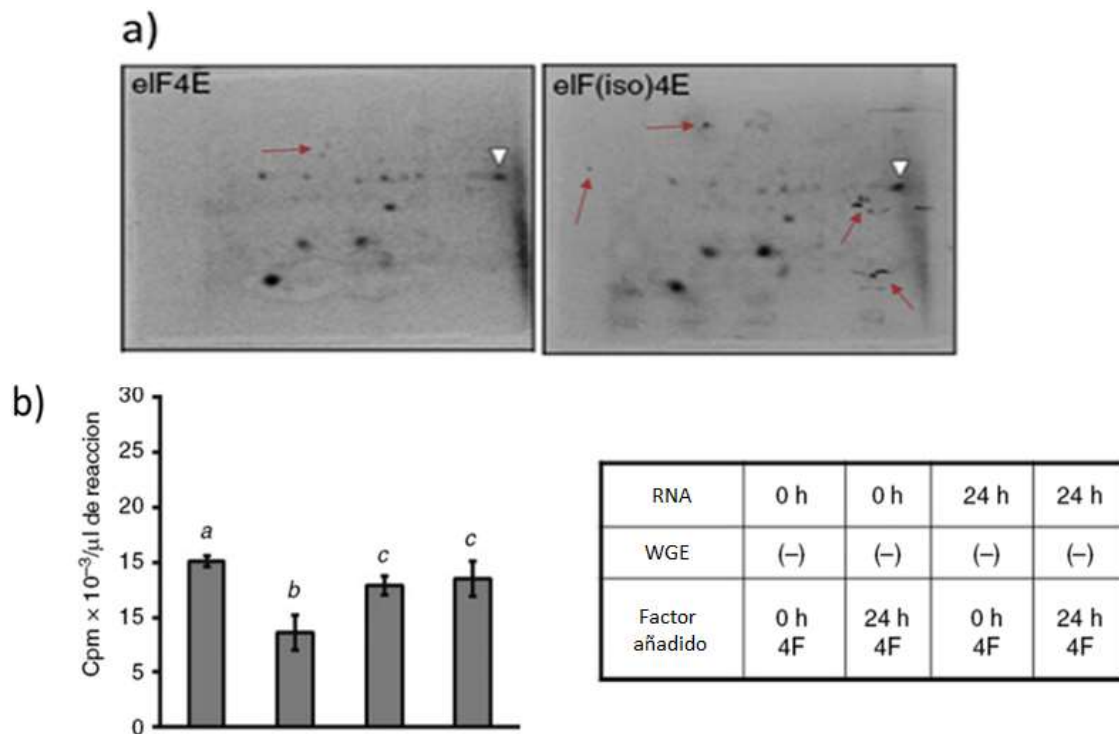 a)
eIF4E
eIF(iso)4E
b)
Cpm × 10⁻³/µl de reaccion
30
25
20
15
15
5
0
a
b
c
c
RNA 0 h 0 h 24 h 24 h
WGE (–) (–) (–) (–)
Factor añadido 0 h 4F 24 h 4F 0 h 4F 24 h 4F